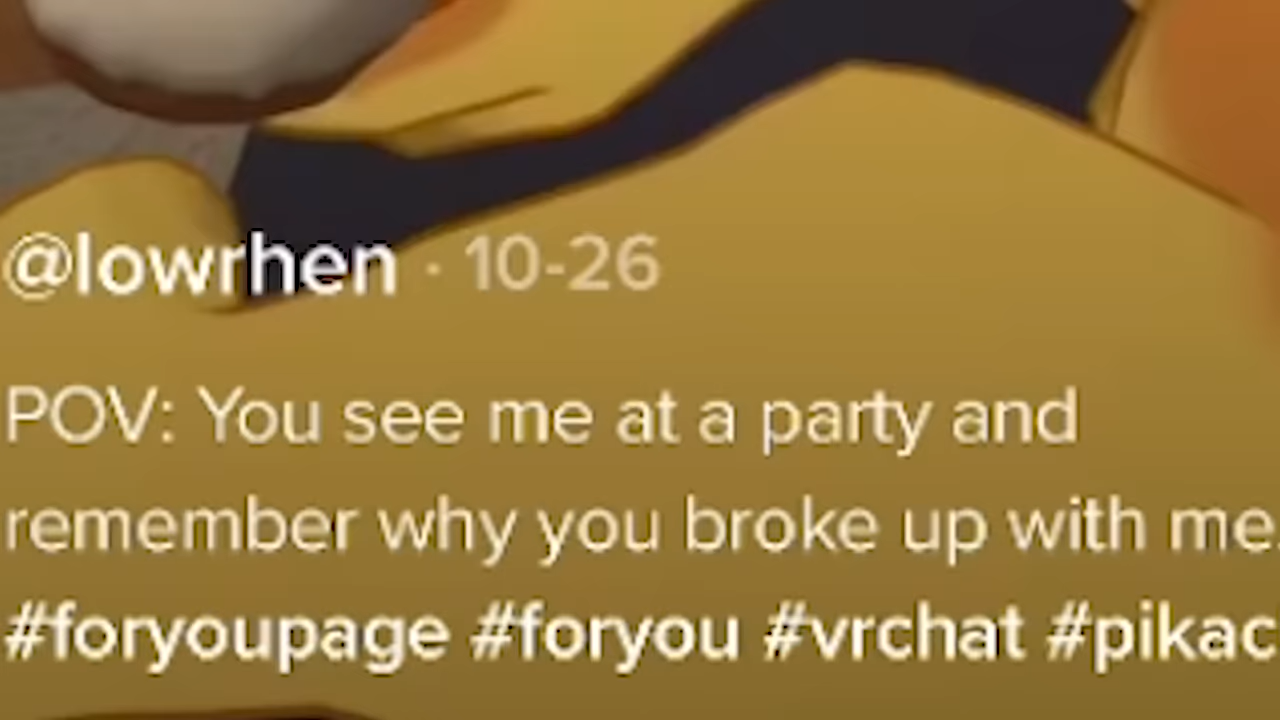 @lowrhen · 10-26
POV: You see me at a party and
remember why you broke up with me.
#foryoupage #foryou #vrchat #pikac